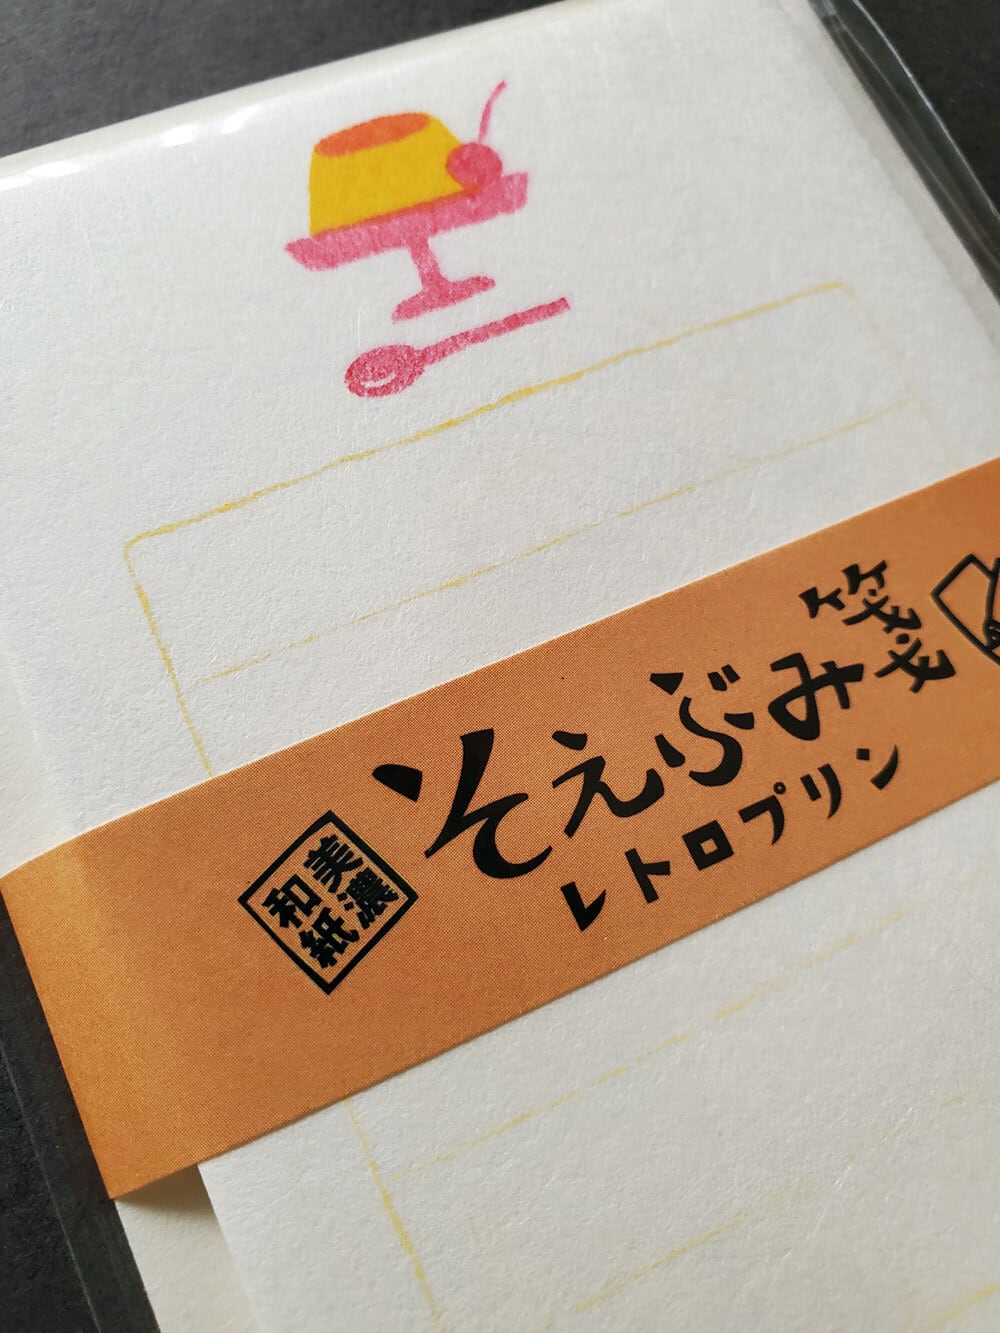 美濃
和紙
そえぶみ箋
レトロプリン